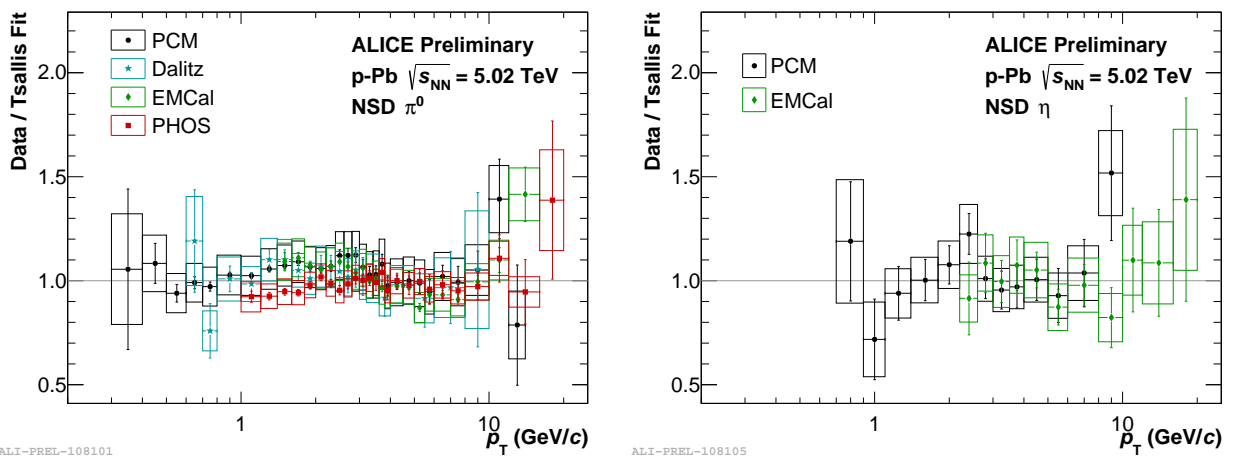 Data / Tsallis Fit
2.0
1.5
1.0
0.5
PCM
Dalitz
EMCal
PHOS
ALICE Preliminary
p-Pb √sNN = 5.02 TeV
NSD π⁰
1
10
pT (GeV/c)
ALI-PREL-108101
Data / Tsallis Fit
2.0
1.5
1.0
0.5
PCM
EMCal
ALICE Preliminary
p-Pb √sNN = 5.02 TeV
NSD η
1
10
pT (GeV/c)
ALI-PREL-108105